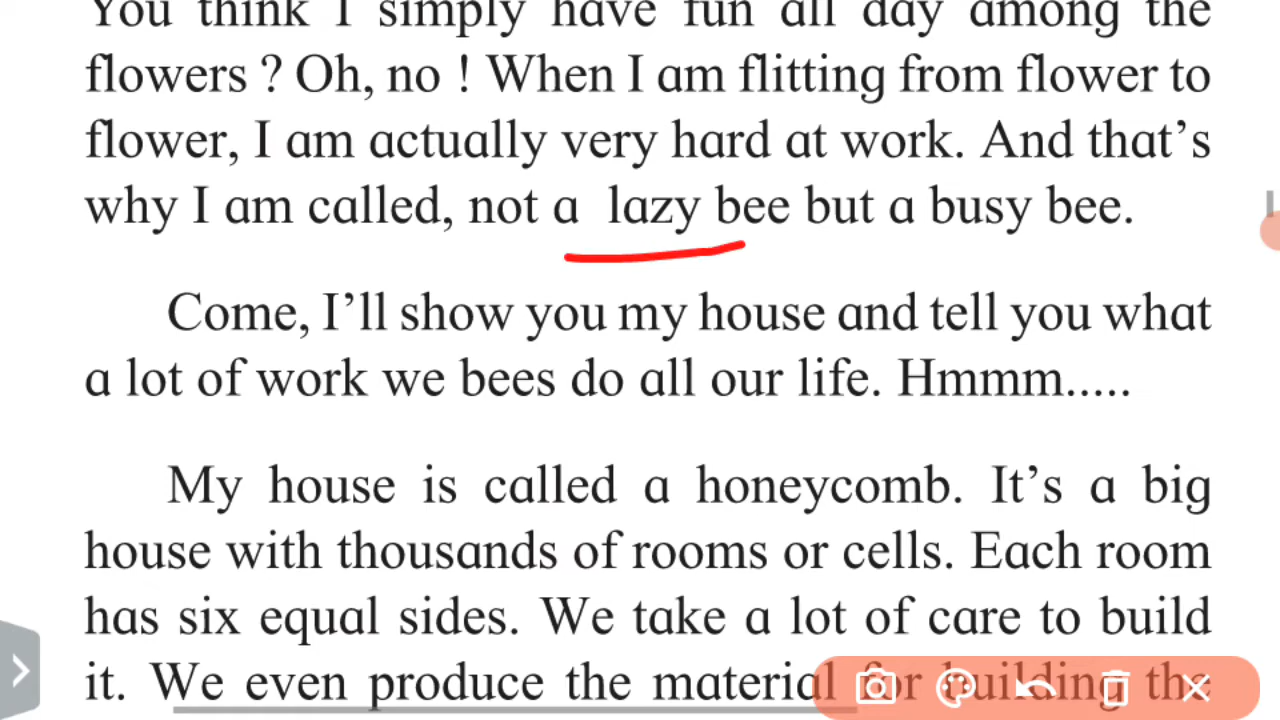 You think I simply have fun all day among the
flowers ? Oh, no ! When I am flitting from flower to
flower, I am actually very hard at work. And that’s
why I am called, not a lazy bee but a busy bee.
Come, I’ll show you my house and tell you what
a lot of work we bees do all our life. Hmmm.....
My house is called a honeycomb. It’s a big
house with thousands of rooms or cells. Each room
has six equal sides. We take a lot of care to build
it. We even produce the material for building the